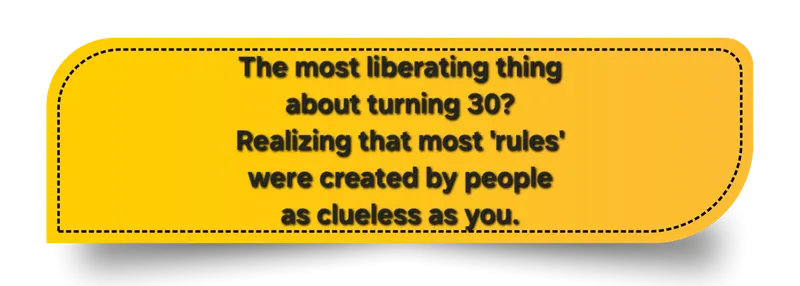 The most liberating thing
about turning 30?
Realizing that most 'rules'
were created by people
as clueless as you.